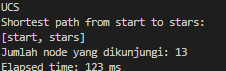 UCS
Shortest path from start to stars:
[start, stars]
Jumlah node yang dikunjungi: 13
Elapsed time: 123 ms